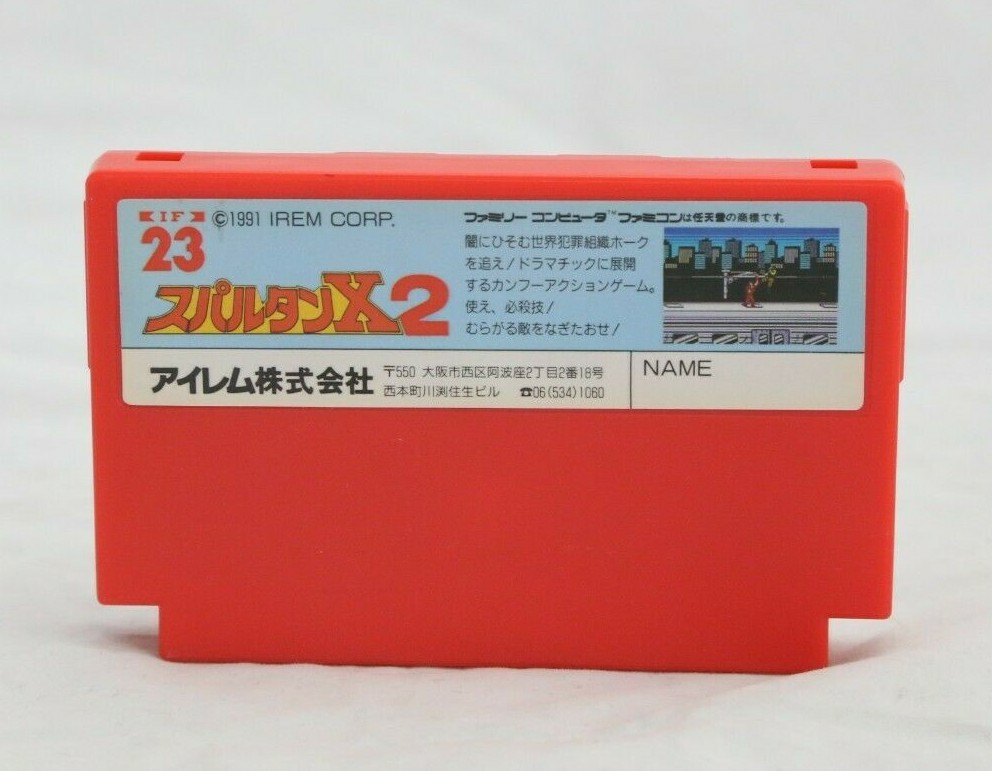 IF
23
©1991 IREM CORP.
スパルタンX2
ファミリー コンピュータ™ ファミコンは任天堂の商標です。
闇にひそむ世界犯罪組織ホーク
を追え!ドラマチックに展開
するカンフーアクションゲーム。
使え、必殺技!
むらがる敵をなぎたおせ!
アイレム株式会社
〒550 大阪市西区阿波座2丁目2番18号
西本町川渕住生ビル ☎06(534)1060
NAME